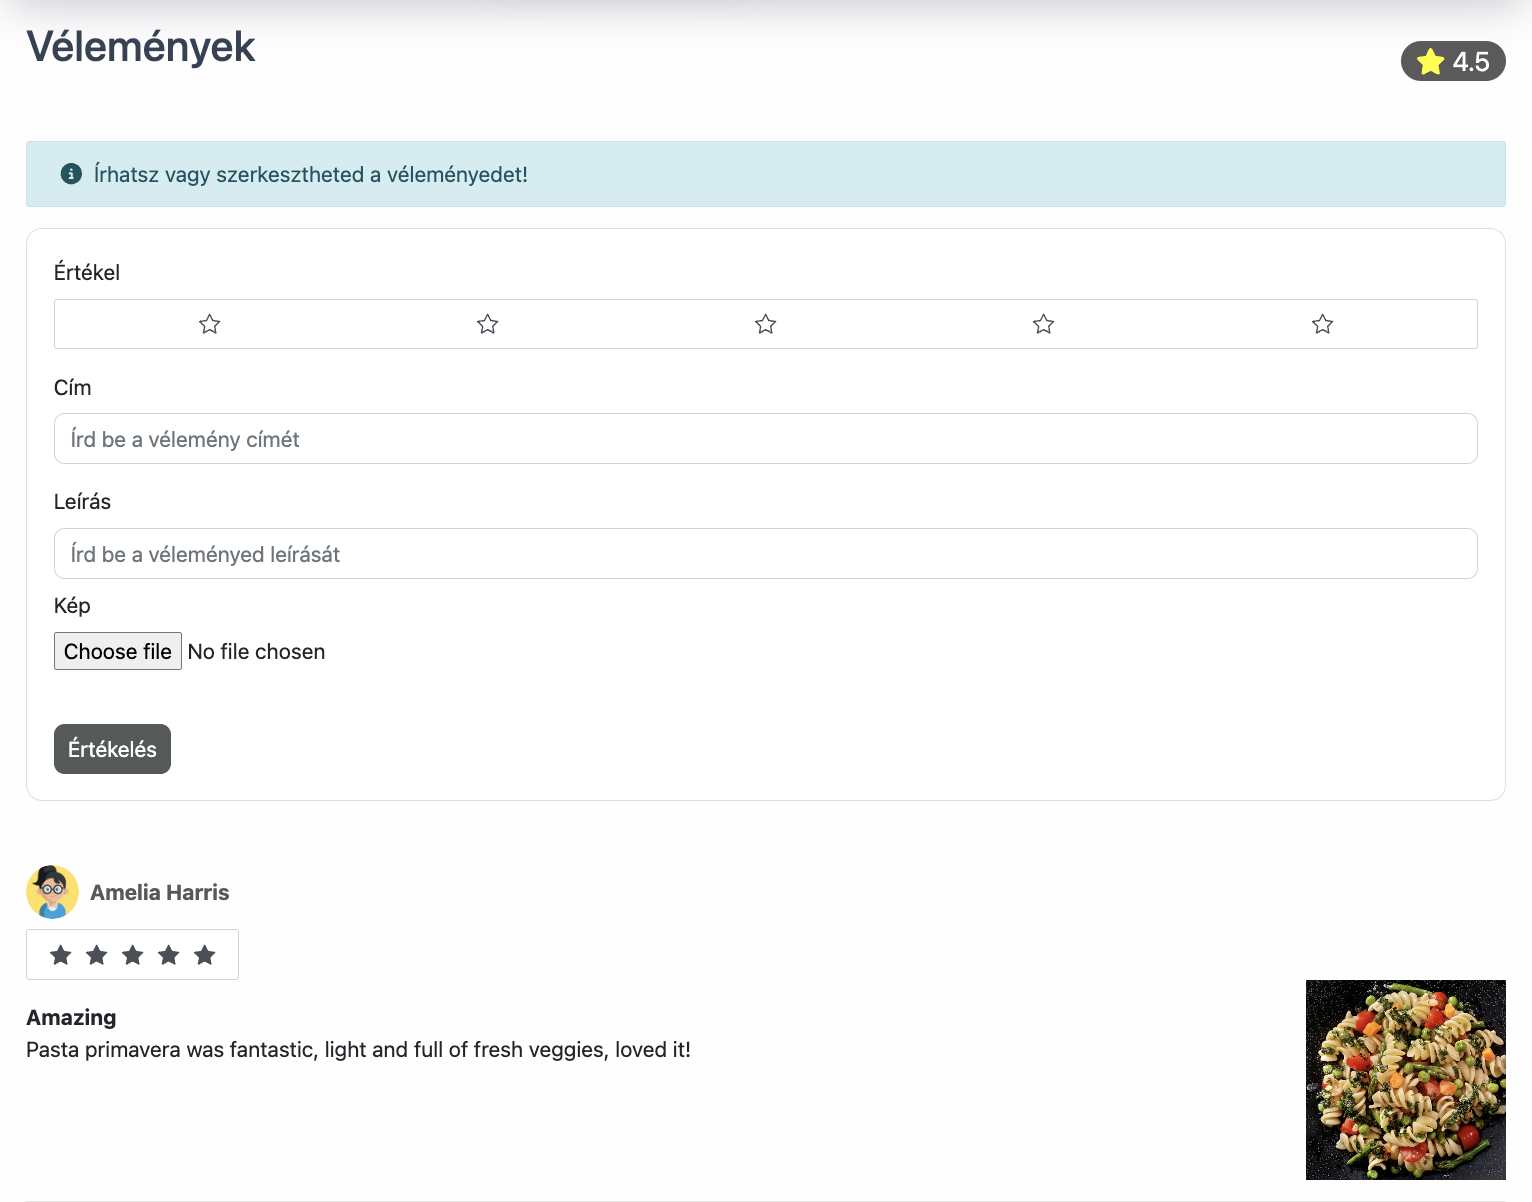 Vélemények
4.5
Írhatsz vagy szerkesztheted a véleményedet!
Értékel
Cím
Írd be a vélemény címét
Leírás
Írd be a véleményed leírását
Kép
Choose file No file chosen
Értékelés
Amelia Harris
Amazing
Pasta primavera was fantastic, light and full of fresh veggies, loved it!